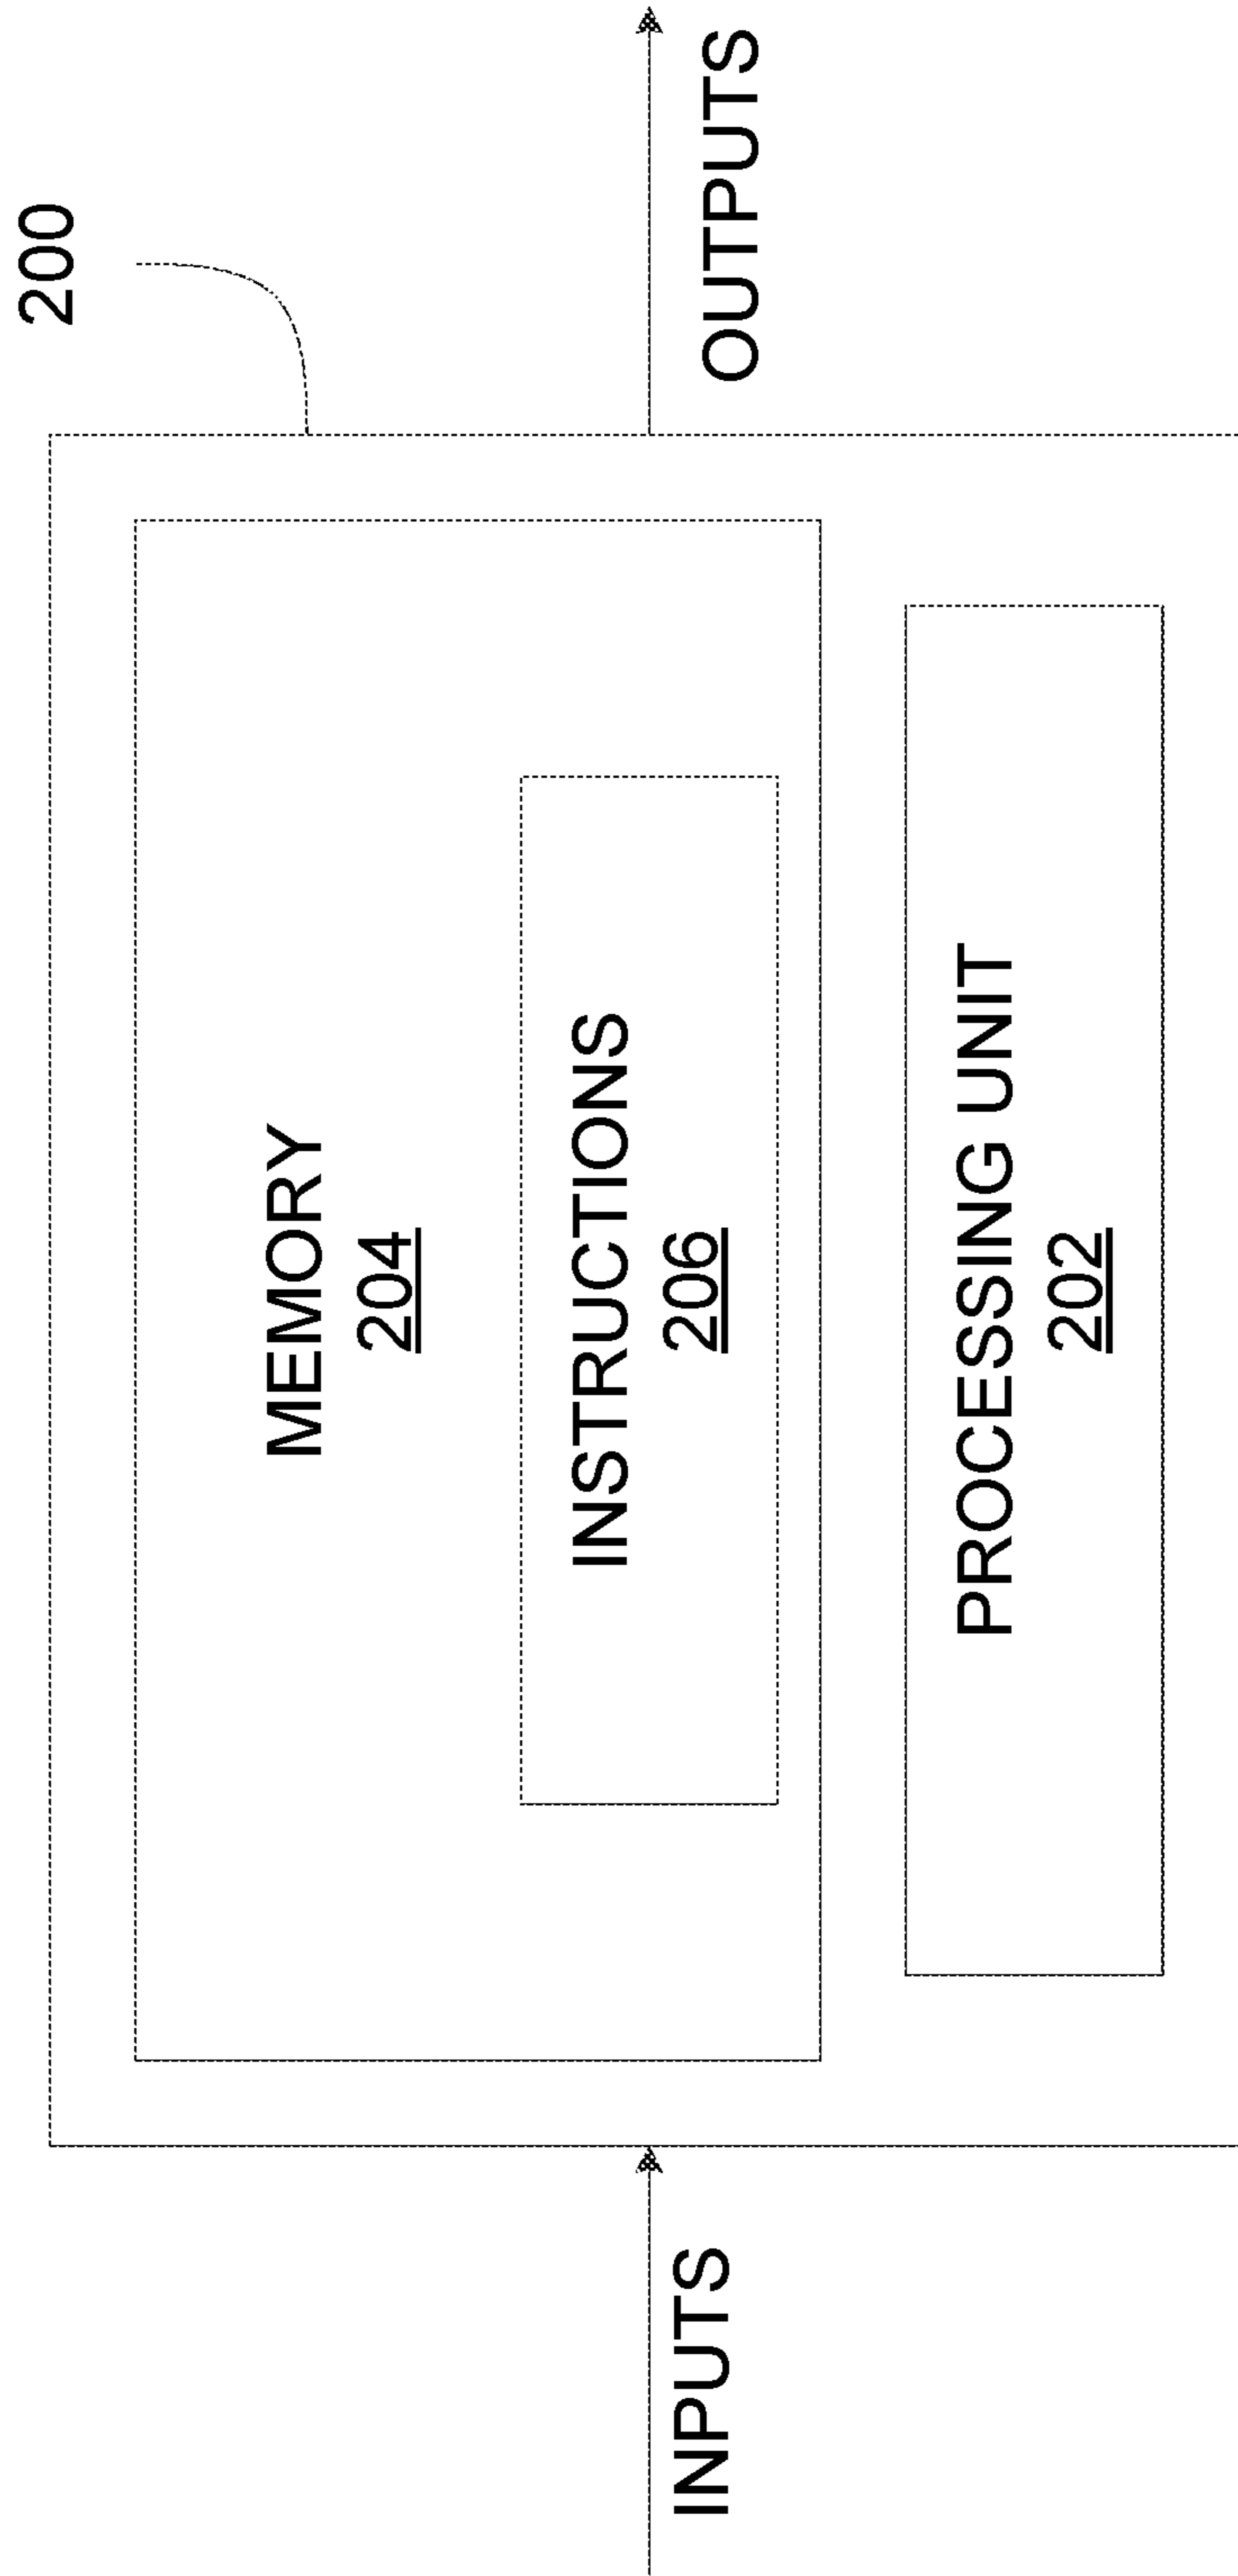 200
MEMORY
204
INSTRUCTIONS
206
PROCESSING UNIT
202
INPUTS
OUTPUTS